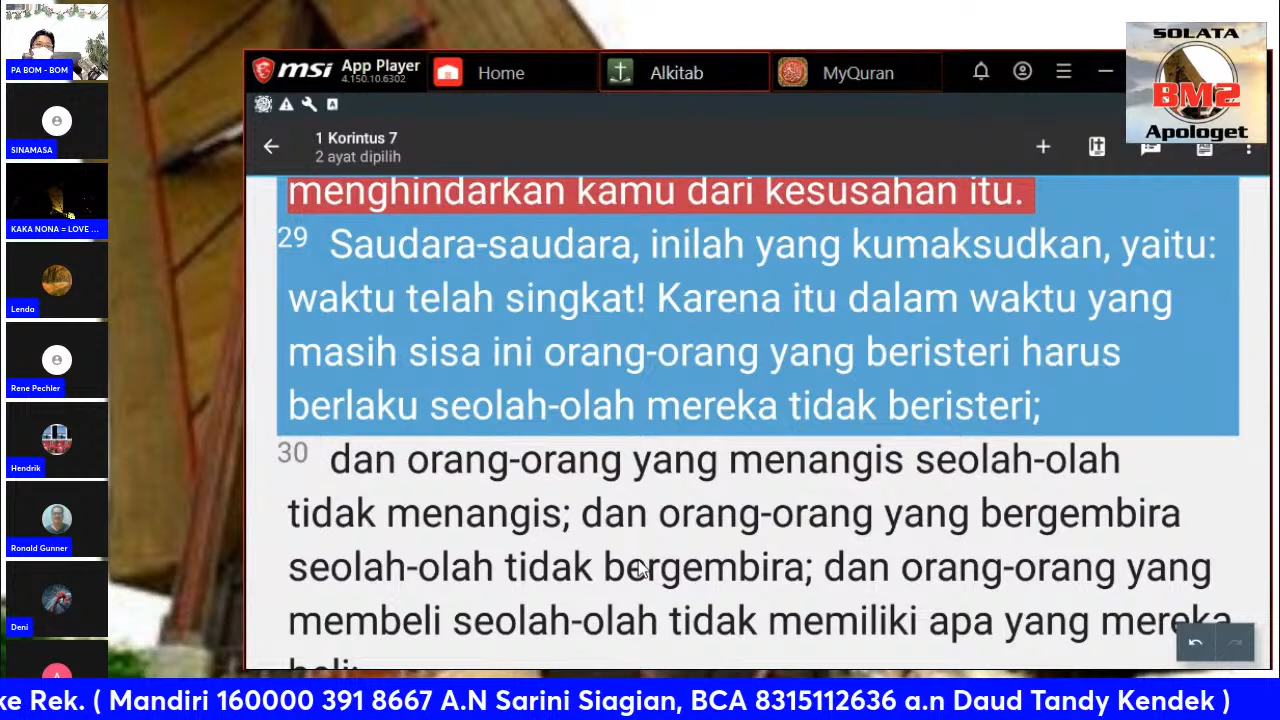 PA BOM - BOM
SINAMASA
KAKA NONA = LOVE ...
Lenda
Rene Pechler
Hendrik
Ronald Gunner
Deni
msi App Player
4.150.10.6302
Home
Alkitab
MyQuran
SOLATA
BM2
Apologet
1 Korintus 7
2 ayat dipilih
menghindarkan kamu dari kesusahan itu.
29 Saudara-saudara, inilah yang kumaksudkan, yaitu:
waktu telah singkat! Karena itu dalam waktu yang
masih sisa ini orang-orang yang beristeri harus
berlaku seolah-olah mereka tidak beristeri;
30 dan orang-orang yang menangis seolah-olah
tidak menangis; dan orang-orang yang bergembira
seolah-olah tidak bergembira; dan orang-orang yang
membeli seolah-olah tidak memiliki apa yang mereka
beli;
ke Rek. ( Mandiri 160000 391 8667 A.N Sarini Siagian, BCA 8315112636 a.n Daud Tandy Kendek )